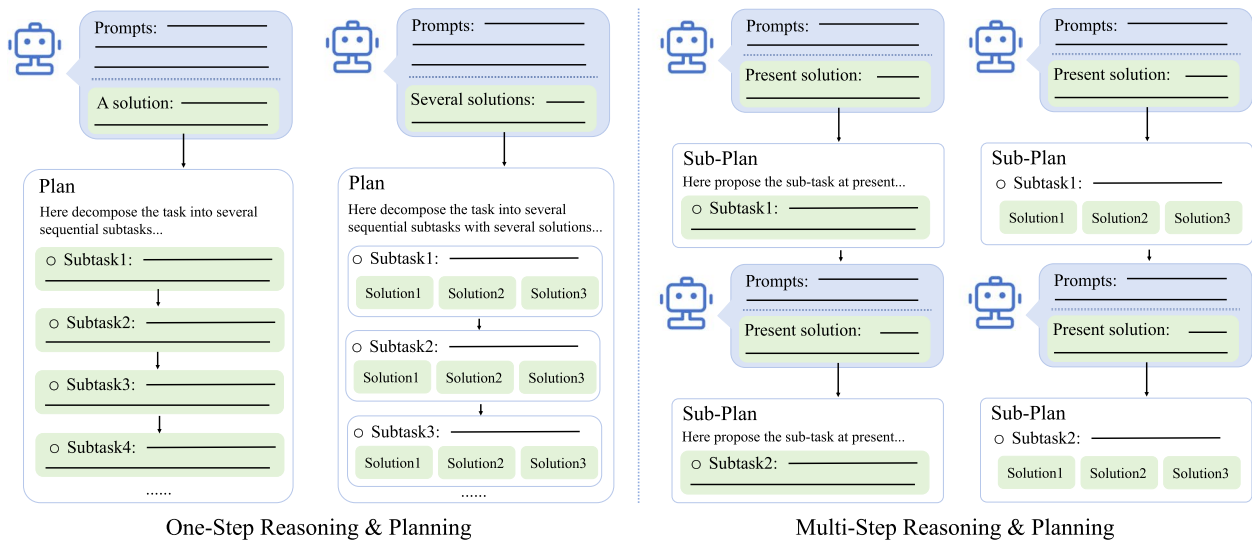 Prompts:
A solution:
Plan
Here decompose the task into several
sequential subtasks...
Subtask1:
Subtask2:
Subtask3:
Subtask4:
......
Prompts:
Several solutions:
Plan
Here decompose the task into several
sequential subtasks with several solutions...
Subtask1:
Solution1 Solution2 Solution3
Subtask2:
Solution1 Solution2 Solution3
Subtask3:
Solution1 Solution2 Solution3
......
One-Step Reasoning & Planning
Prompts:
Present solution:
Sub-Plan
Here propose the sub-task at present...
Subtask1:
Prompts:
Present solution:
Sub-Plan
Here propose the sub-task at present...
Subtask2:
Prompts:
Present solution:
Sub-Plan
Subtask1:
Solution1 Solution2 Solution3
Prompts:
Present solution:
Sub-Plan
Subtask2:
Solution1 Solution2 Solution3
Multi-Step Reasoning & Planning